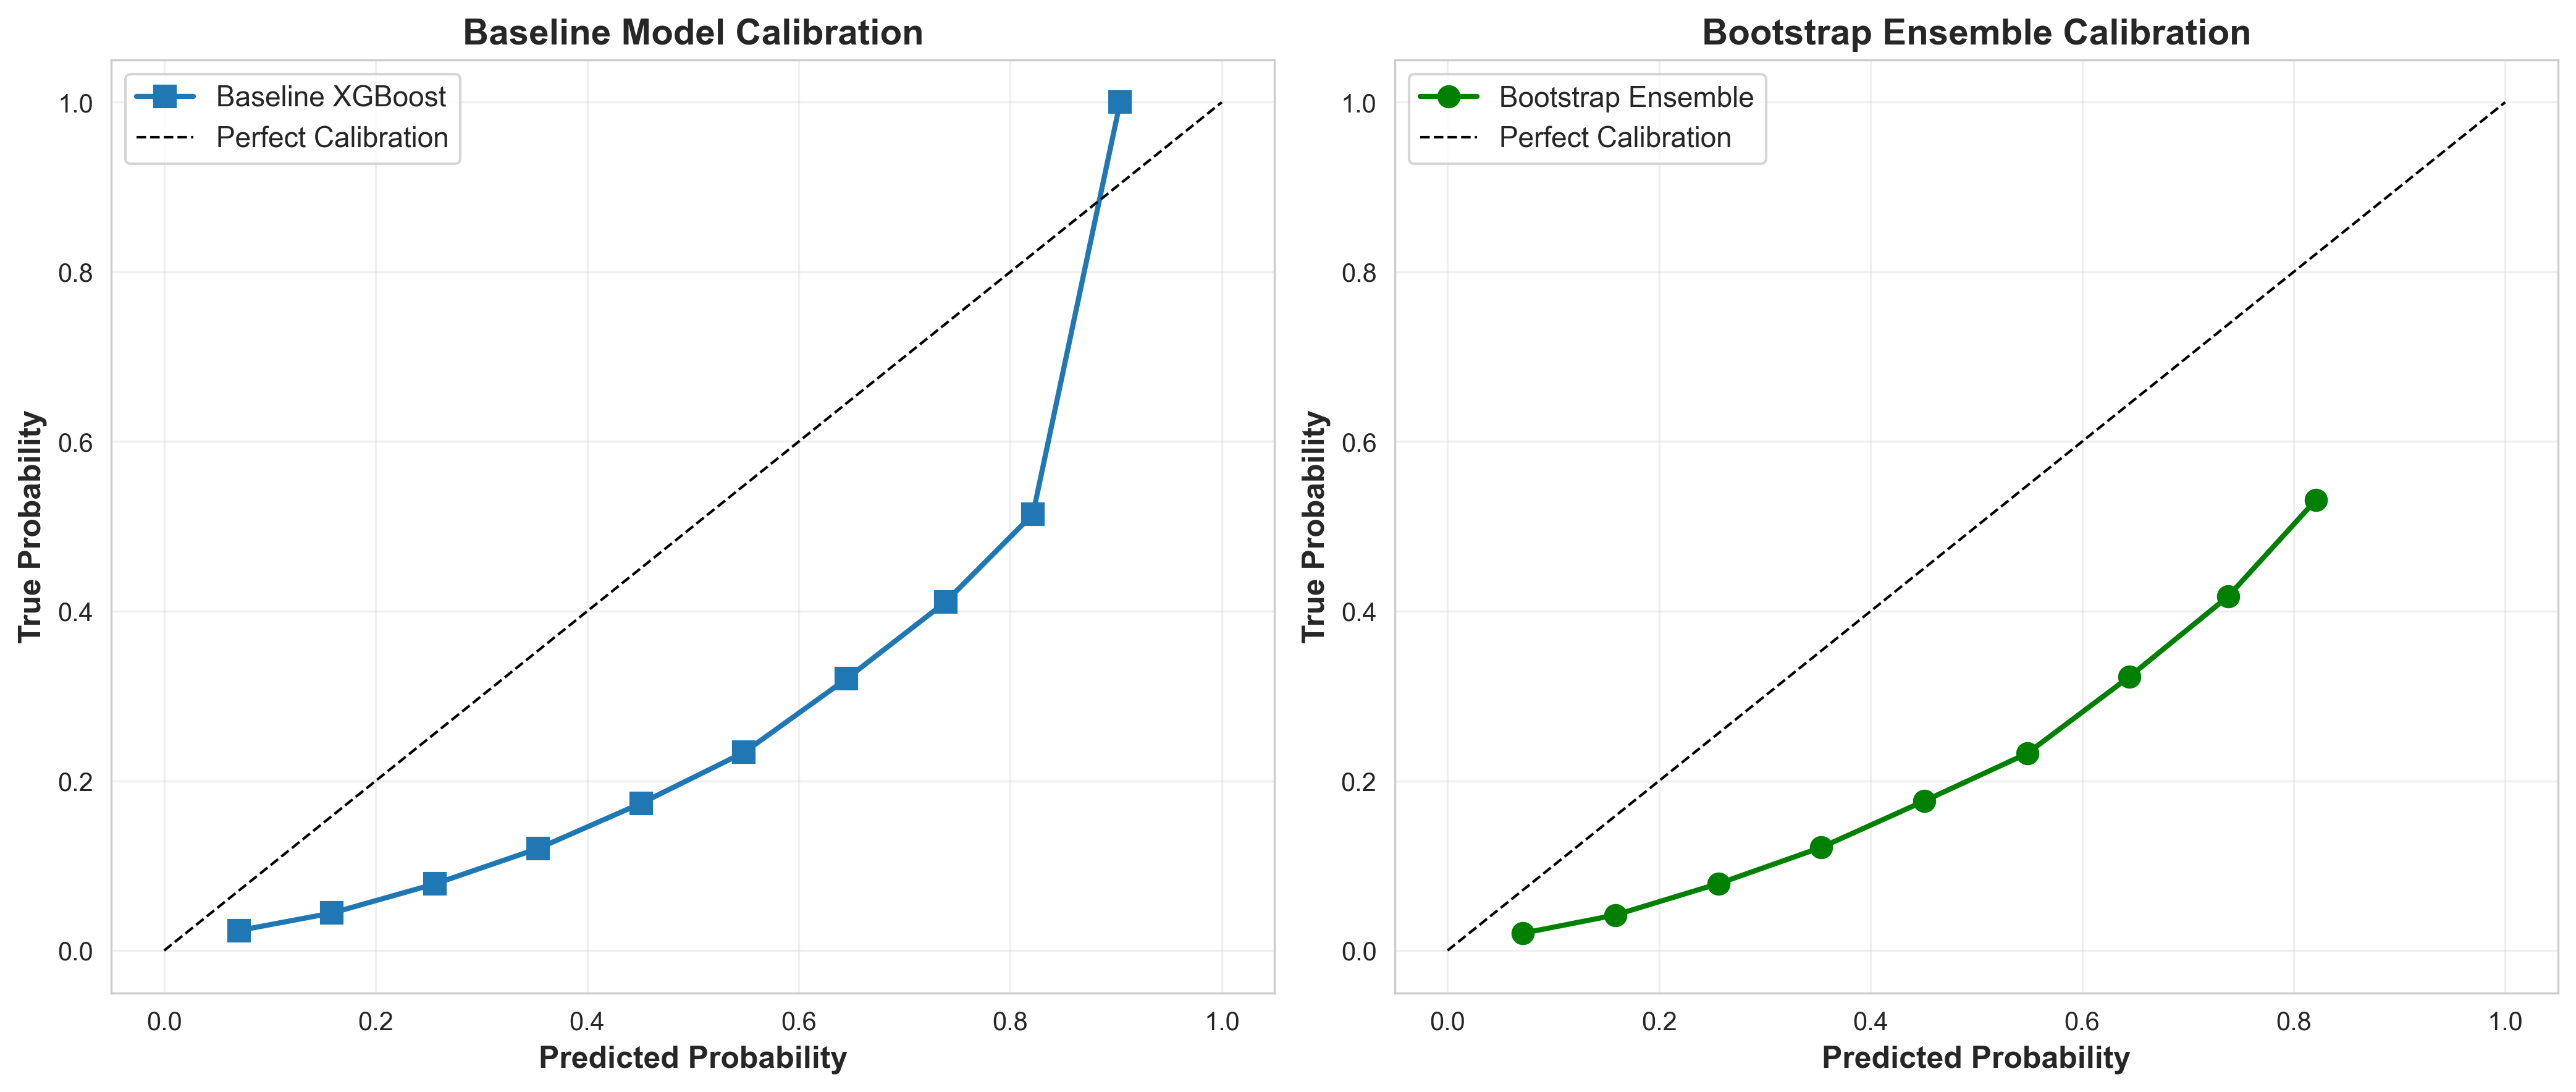 Baseline Model Calibration
Baseline XGBoost
Perfect Calibration
True Probability
1.0
0.8
0.6
0.4
0.2
0.0
0.0 0.2 0.4 0.6 0.8 1.0
Predicted Probability
Bootstrap Ensemble Calibration
Bootstrap Ensemble
Perfect Calibration
True Probability
1.0
0.8
0.6
0.4
0.2
0.0
0.0 0.2 0.4 0.6 0.8 1.0
Predicted Probability